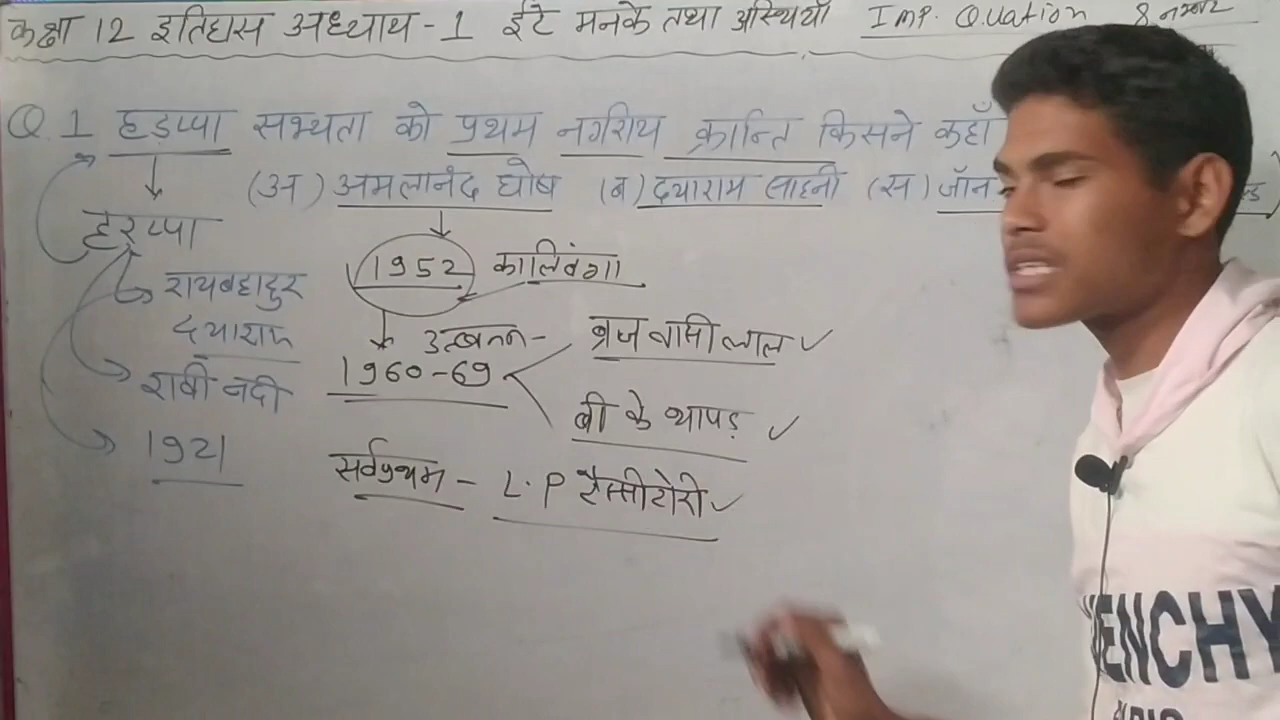 कक्षा 12 इतिहास अध्याय - 1 ईंटे मनके तथा अस्थियाँ Imp. Quation 8 नम्बर
Q.1 हड़प्पा सभ्यता को प्रथम नगरीय क्रान्ति किसने कहाँ
(अ) अमलानंद घोष (ब) दयाराम साहनी (स) जॉन
हड़प्पा
रायबहादुर
दयाराम
रावी नदी
1921
1952 कालिबंगा
उत्खनन-
1960-69
ब्रजवासी लाल ✓
बी के थापड़ ✓
सर्वप्रथम - L.P टैस्सीटोरी ✓
ENCHY